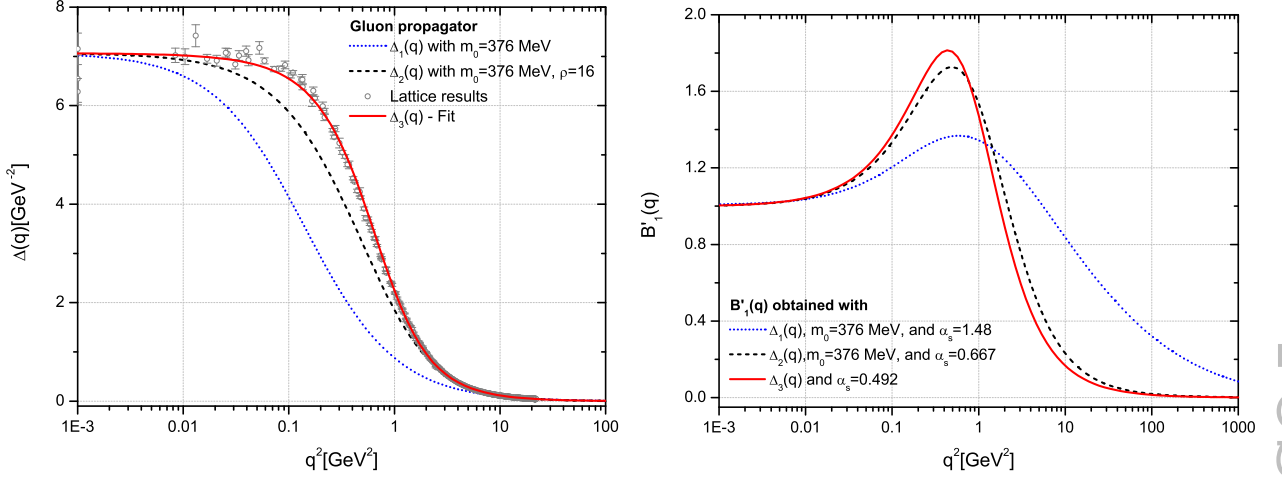 Gluon propagator
Δ₁(q) with m₀=376 MeV
Δ₂(q) with m₀=376 MeV, ρ=16
Lattice results
Δ₃(q) - Fit
8
6
4
2
0
Δ(q)[GeV⁻²]
1E-3 0.01 0.1 1 10 100
q²[GeV²]
2.0
1.6
1.2
0.8
0.4
0.0
B'₁(q)
B'₁(q) obtained with
Δ₁(q), m₀=376 MeV, and αₛ=1.48
Δ₂(q),m₀=376 MeV, and αₛ=0.667
Δ₃(q) and αₛ=0.492
1E-3 0.01 0.1 1 10 100 1000
q²[GeV²]